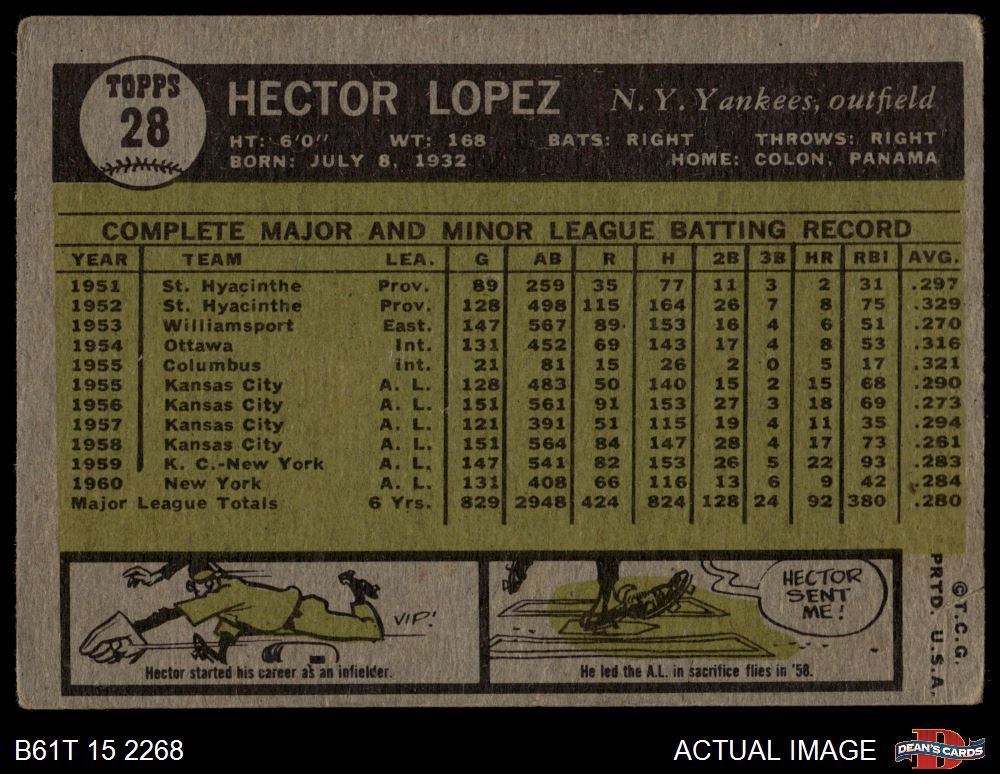 TOPPS
28
HECTOR LOPEZ N. Y. Yankees, outfield
HT: 6'0" WT: 168 BATS: RIGHT THROWS: RIGHT
BORN: JULY 8, 1932 HOME: COLON, PANAMA
COMPLETE MAJOR AND MINOR LEAGUE BATTING RECORD
YEAR TEAM LEA. G AB R H 2B 3B HR RBI AVG.
1951 St. Hyacinthe Prov. 89 259 35 77 11 3 2 31 .297
1952 St. Hyacinthe Prov. 128 498 115 164 26 7 8 75 .329
1953 Williamsport East. 147 567 89 153 16 4 6 51 .270
1954 Ottawa Int. 131 452 69 143 17 4 8 53 .316
1955 Columbus Int. 21 81 15 26 2 0 5 17 .321
1955 Kansas City A. L. 128 483 50 140 15 2 15 68 .290
1956 Kansas City A. L. 151 561 91 153 27 3 18 69 .273
1957 Kansas City A. L. 121 391 51 115 19 4 11 35 .294
1958 Kansas City A. L. 151 564 84 147 28 4 17 73 .261
1959 K. C.-New York A. L. 147 541 82 153 26 5 22 93 .283
1960 New York A. L. 131 408 66 116 13 6 9 42 .284
Major League Totals 6 Yrs. 829 2948 424 824 128 24 92 380 .280
VIP!
Hector started his career as an infielder.
HECTOR
SENT
ME!
He led the A.L. in sacrifice flies in '58.
©T.C.G.
PRTD. U.S.A.
B61T 15 2268
ACTUAL IMAGE
D
DEAN'S CARDS